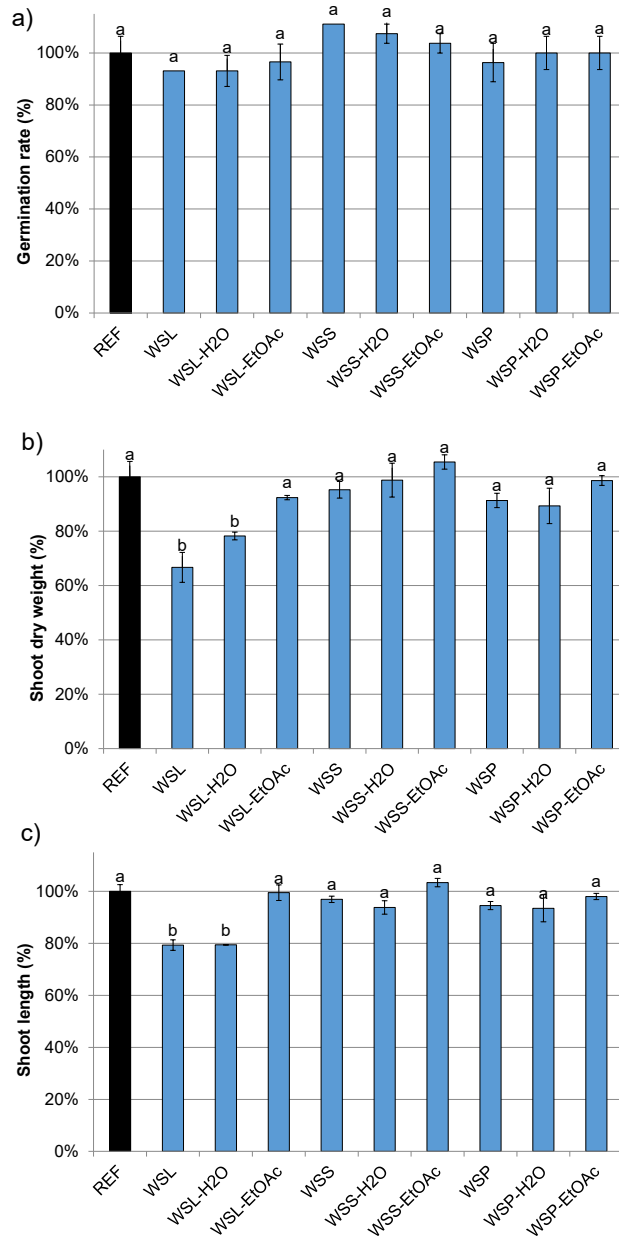 a)
Germination rate (%)
100%
80%
60%
40%
20%
0%
a a a a a a a a a a
REF WSL WSL-H2O WSL-EtOAc WSS WSS-H2O WSS-EtOAc WSP WSP-H2O WSP-EtOAc
b)
Shoot dry weight (%)
100%
80%
60%
40%
20%
0%
a b b a a a a a a a
REF WSL WSL-H2O WSL-EtOAc WSS WSS-H2O WSS-EtOAc WSP WSP-H2O WSP-EtOAc
c)
Shoot length (%)
100%
80%
60%
40%
20%
0%
a b b a a a a a a a
REF WSL WSL-H2O WSL-EtOAc WSS WSS-H2O WSS-EtOAc WSP WSP-H2O WSP-EtOAc